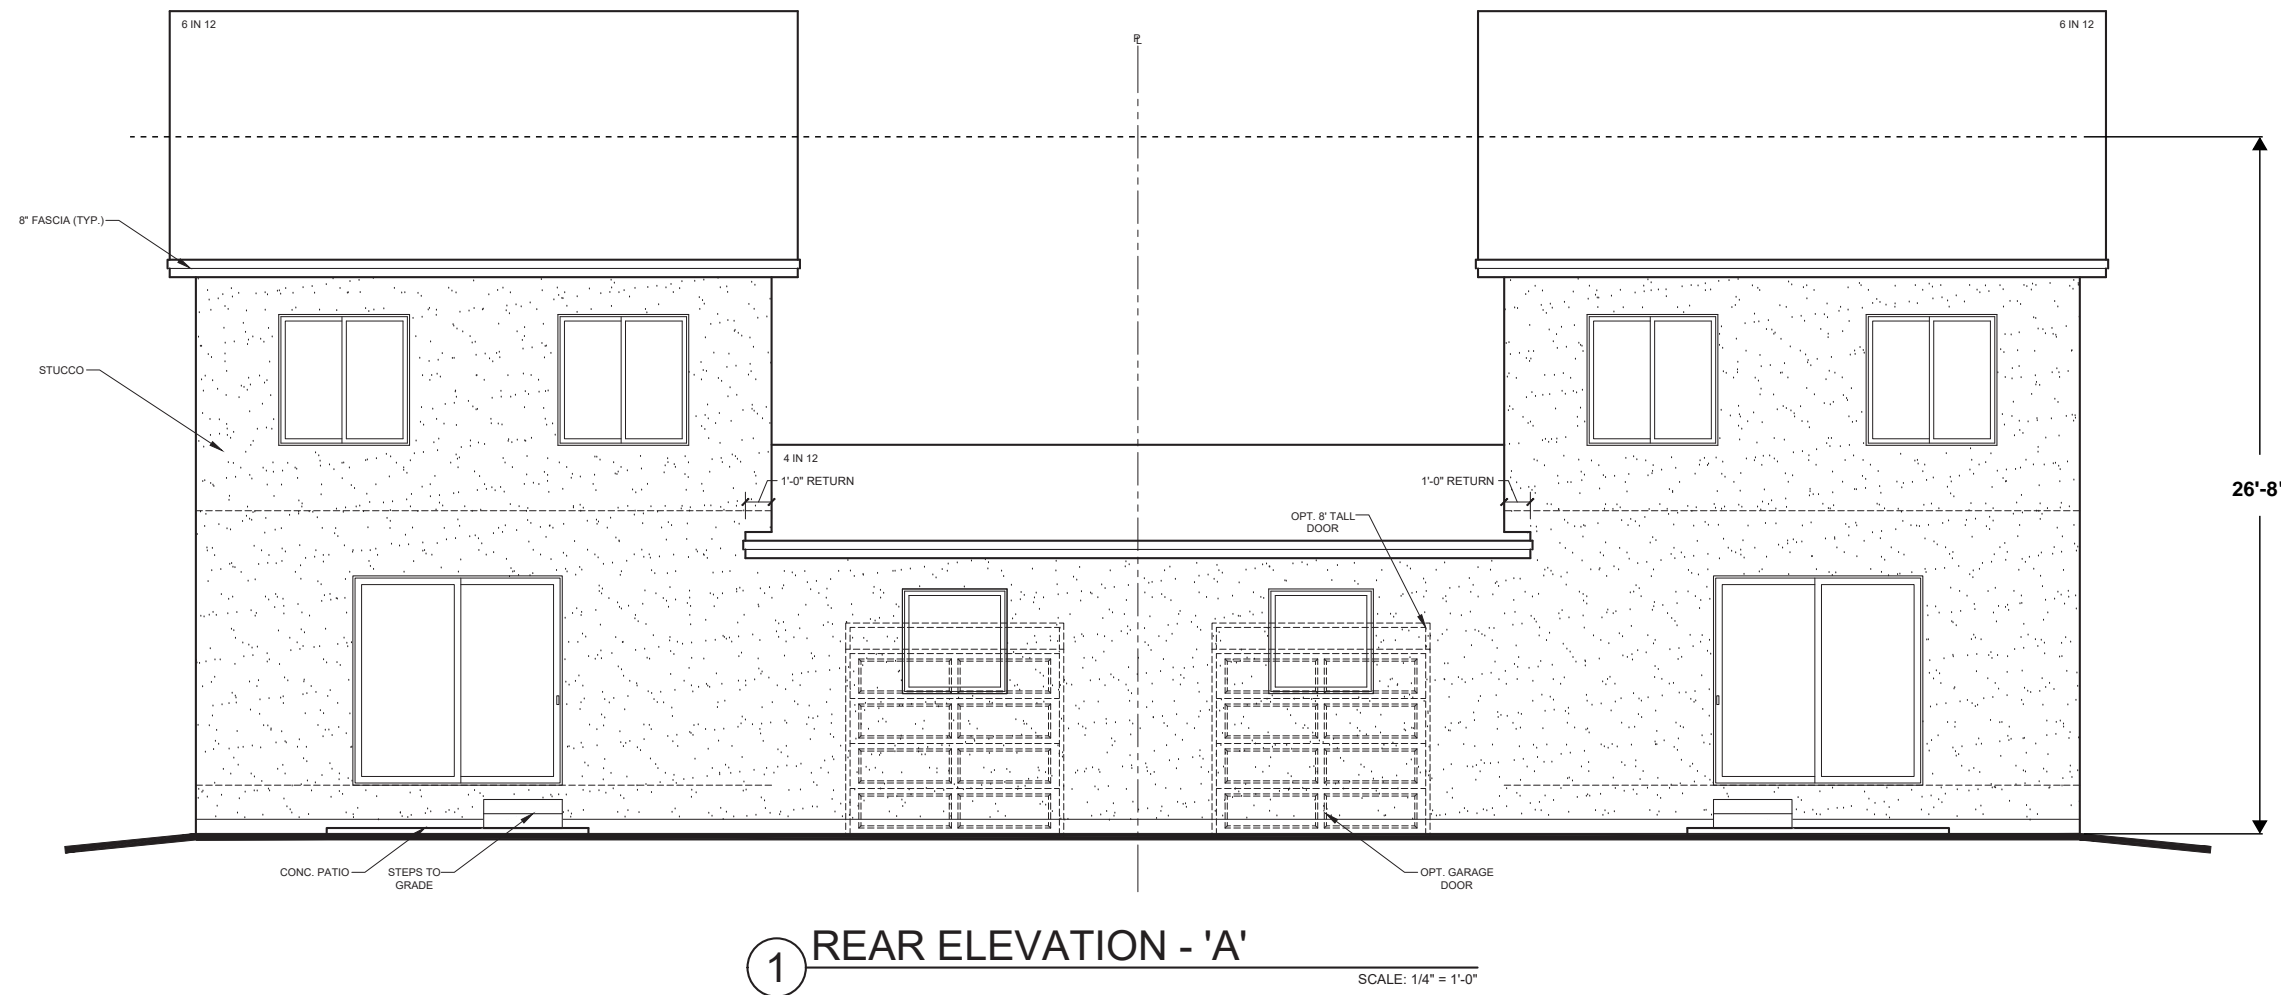 6 IN 12
6 IN 12
PL
8" FASCIA (TYP.)
STUCCO
4 IN 12
1'-0" RETURN
1'-0" RETURN
26'-8'
OPT. 8' TALL
DOOR
CONC. PATIO
STEPS TO
GRADE
OPT. GARAGE
DOOR
1
REAR ELEVATION - 'A'
SCALE: 1/4" = 1'-0"